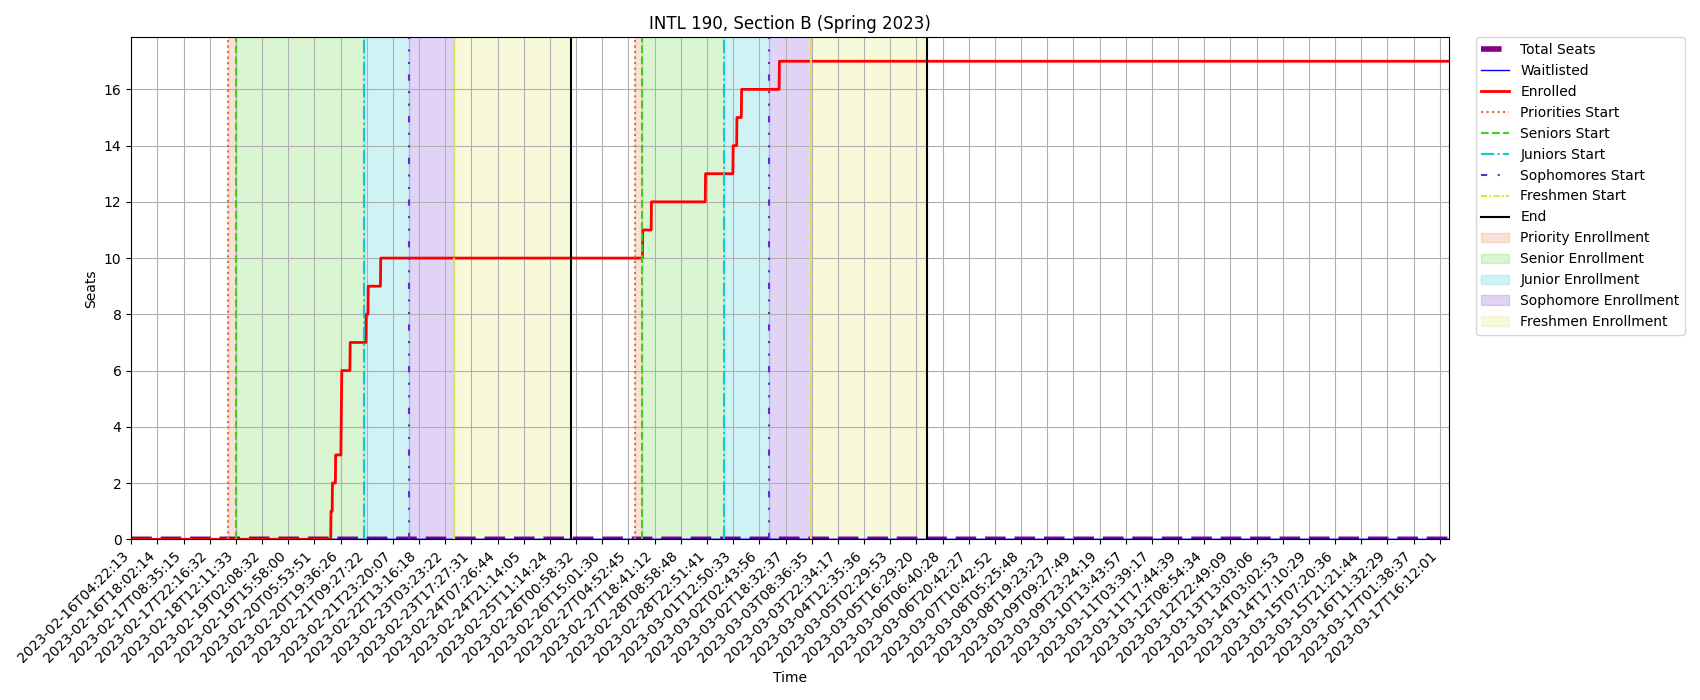 INTL 190, Section B (Spring 2023)
Seats
16
14
12
10
8
6
4
2
0
2023-02-16T04:22:13
2023-02-16T18:02:14
2023-02-17T08:35:15
2023-02-17T22:16:32
2023-02-18T12:11:33
2023-02-19T02:08:32
2023-02-19T15:58:00
2023-02-20T05:53:51
2023-02-20T19:36:26
2023-02-21T09:27:22
2023-02-21T23:20:07
2023-02-22T13:16:18
2023-02-23T03:23:22
2023-02-23T17:27:31
2023-02-24T07:26:44
2023-02-24T21:14:05
2023-02-25T11:14:24
2023-02-26T00:58:32
2023-02-26T15:01:30
2023-02-27T04:52:45
2023-02-27T18:41:12
2023-02-28T08:58:48
2023-02-28T22:51:41
2023-03-01T12:50:33
2023-03-02T02:43:56
2023-03-02T18:32:37
2023-03-03T08:36:35
2023-03-03T22:34:17
2023-03-04T12:35:36
2023-03-05T02:29:53
2023-03-05T16:29:20
2023-03-06T06:40:28
2023-03-06T20:42:27
2023-03-07T10:42:52
2023-03-08T05:25:48
2023-03-08T19:23:23
2023-03-09T09:27:49
2023-03-09T23:24:19
2023-03-10T13:43:57
2023-03-11T03:39:17
2023-03-11T17:44:39
2023-03-12T08:54:34
2023-03-12T22:49:09
2023-03-13T13:03:06
2023-03-14T03:02:53
2023-03-14T17:10:29
2023-03-15T07:20:36
2023-03-15T21:21:44
2023-03-16T11:32:29
2023-03-17T01:38:37
2023-03-17T16:12:01
Time
Total Seats
Waitlisted
Enrolled
Priorities Start
Seniors Start
Juniors Start
Sophomores Start
Freshmen Start
End
Priority Enrollment
Senior Enrollment
Junior Enrollment
Sophomore Enrollment
Freshmen Enrollment